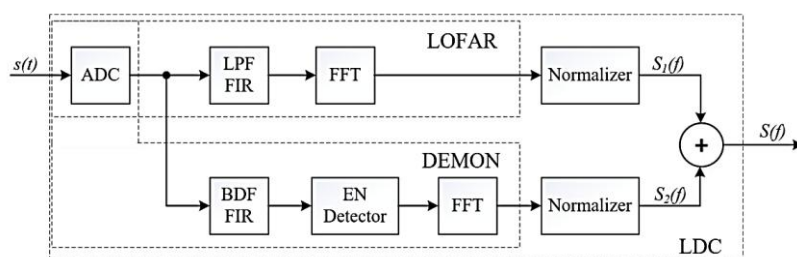 LOFAR
s(t)
ADC
LPF
FIR
FFT
Normalizer
S₁(f)
+
S(f)
DEMON
BDF
FIR
EN
Detector
FFT
Normalizer
S₂(f)
LDC